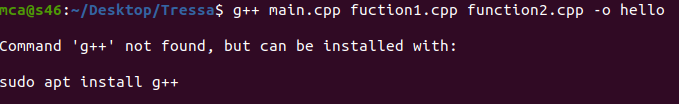 mca@s46:~/Desktop/Tressa$ g++ main.cpp fuction1.cpp function2.cpp -o hello
Command 'g++' not found, but can be installed with:
sudo apt install g++